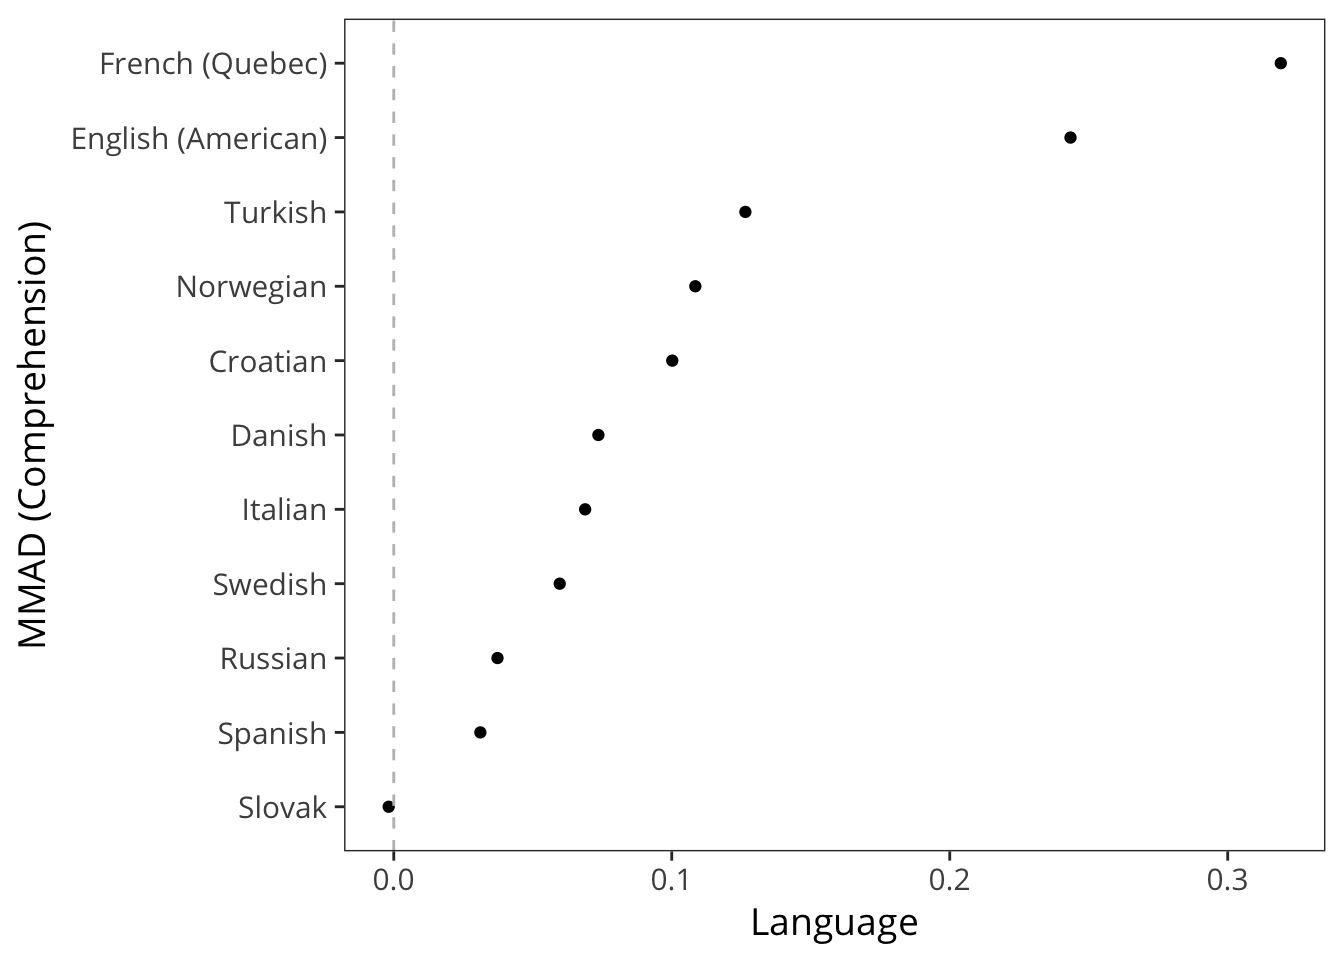 MMAD (Comprehension)
French (Quebec)
English (American)
Turkish
Norwegian
Croatian
Danish
Italian
Swedish
Russian
Spanish
Slovak
0.0 0.1 0.2 0.3
Language